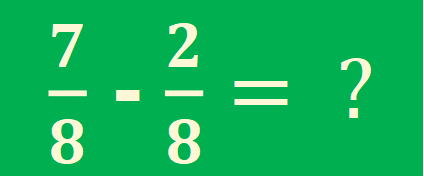 7/8 - 2/8 = ?